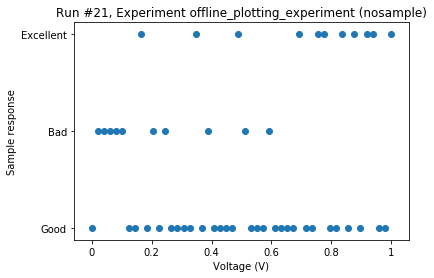 Run #21, Experiment offline_plotting_experiment (nosample)
Excellent
Bad
Good
Sample response
0
0.2
0.4
0.6
0.8
1
Voltage (V)